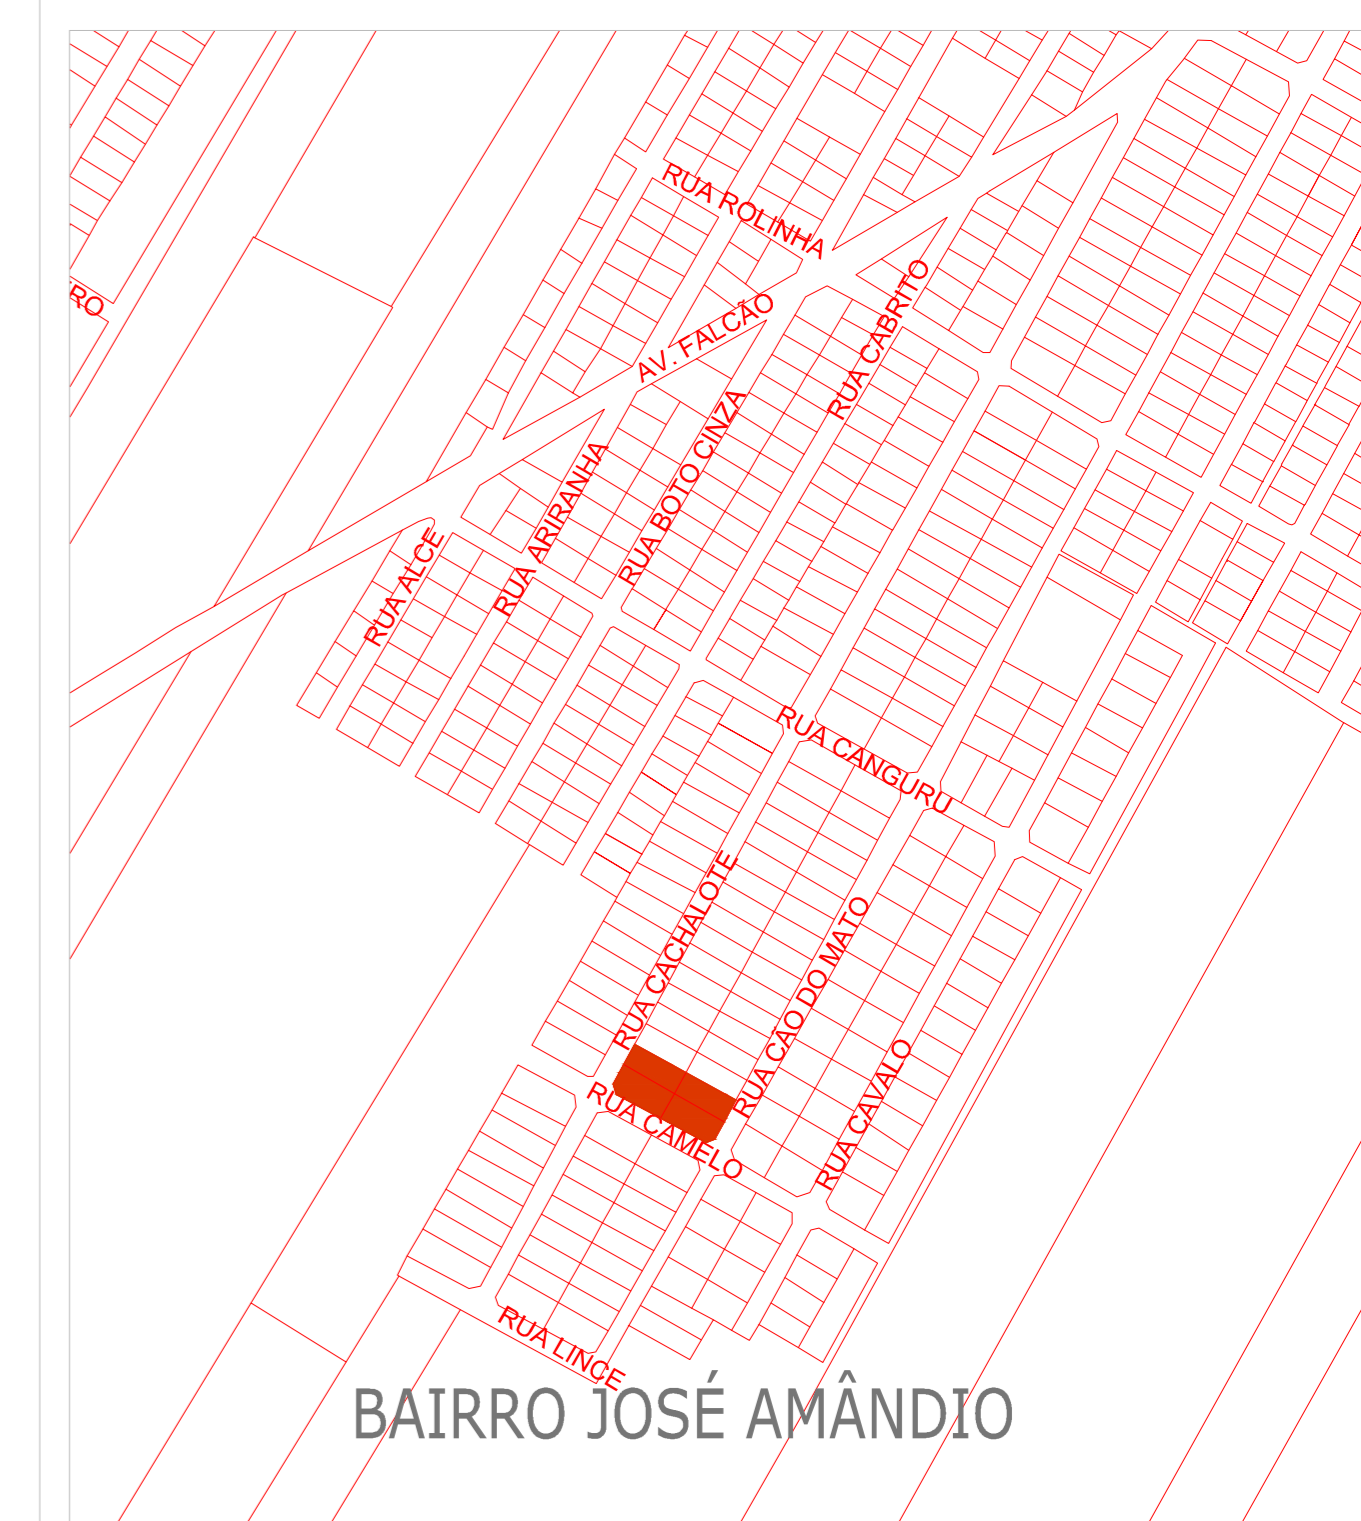 RUA ROLINHA
RO
AV. FALCÃO
RUA CABRITO
RUA BOTO CINZA
RUA ARIRANHA
RUA ALCE
RUA CANGURU
RUA CACHALOTE
RUA CÃO DO MATO
RUA CAVALO
RUA CAMELO
RUA LINCE
BAIRRO JOSÉ AMÂNDIO